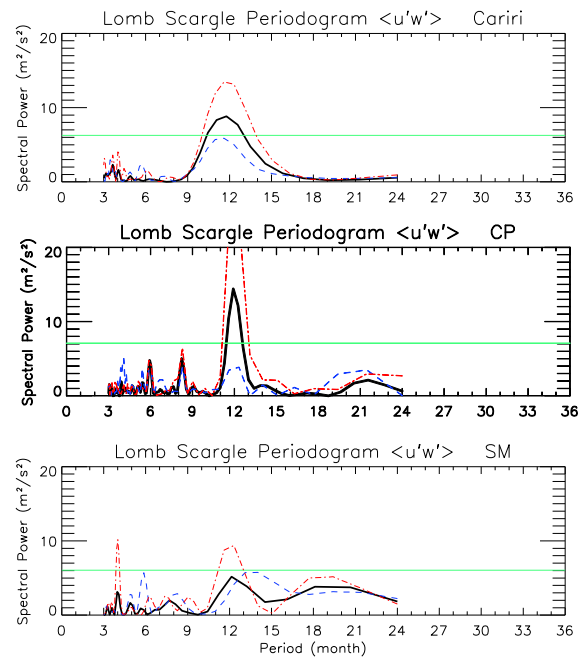 Lomb Scargle Periodogram <u'w'> Cariri
Spectral Power (m²/s²)
20
10
0
0 3 6 9 12 15 18 21 24 27 30 33 36
Lomb Scargle Periodogram <u'w'> CP
Spectral Power (m²/s²)
20
10
0
0 3 6 9 12 15 18 21 24 27 30 33 36
Lomb Scargle Periodogram <u'w'> SM
Spectral Power (m²/s²)
20
10
0
0 3 6 9 12 15 18 21 24 27 30 33 36
Period (month)